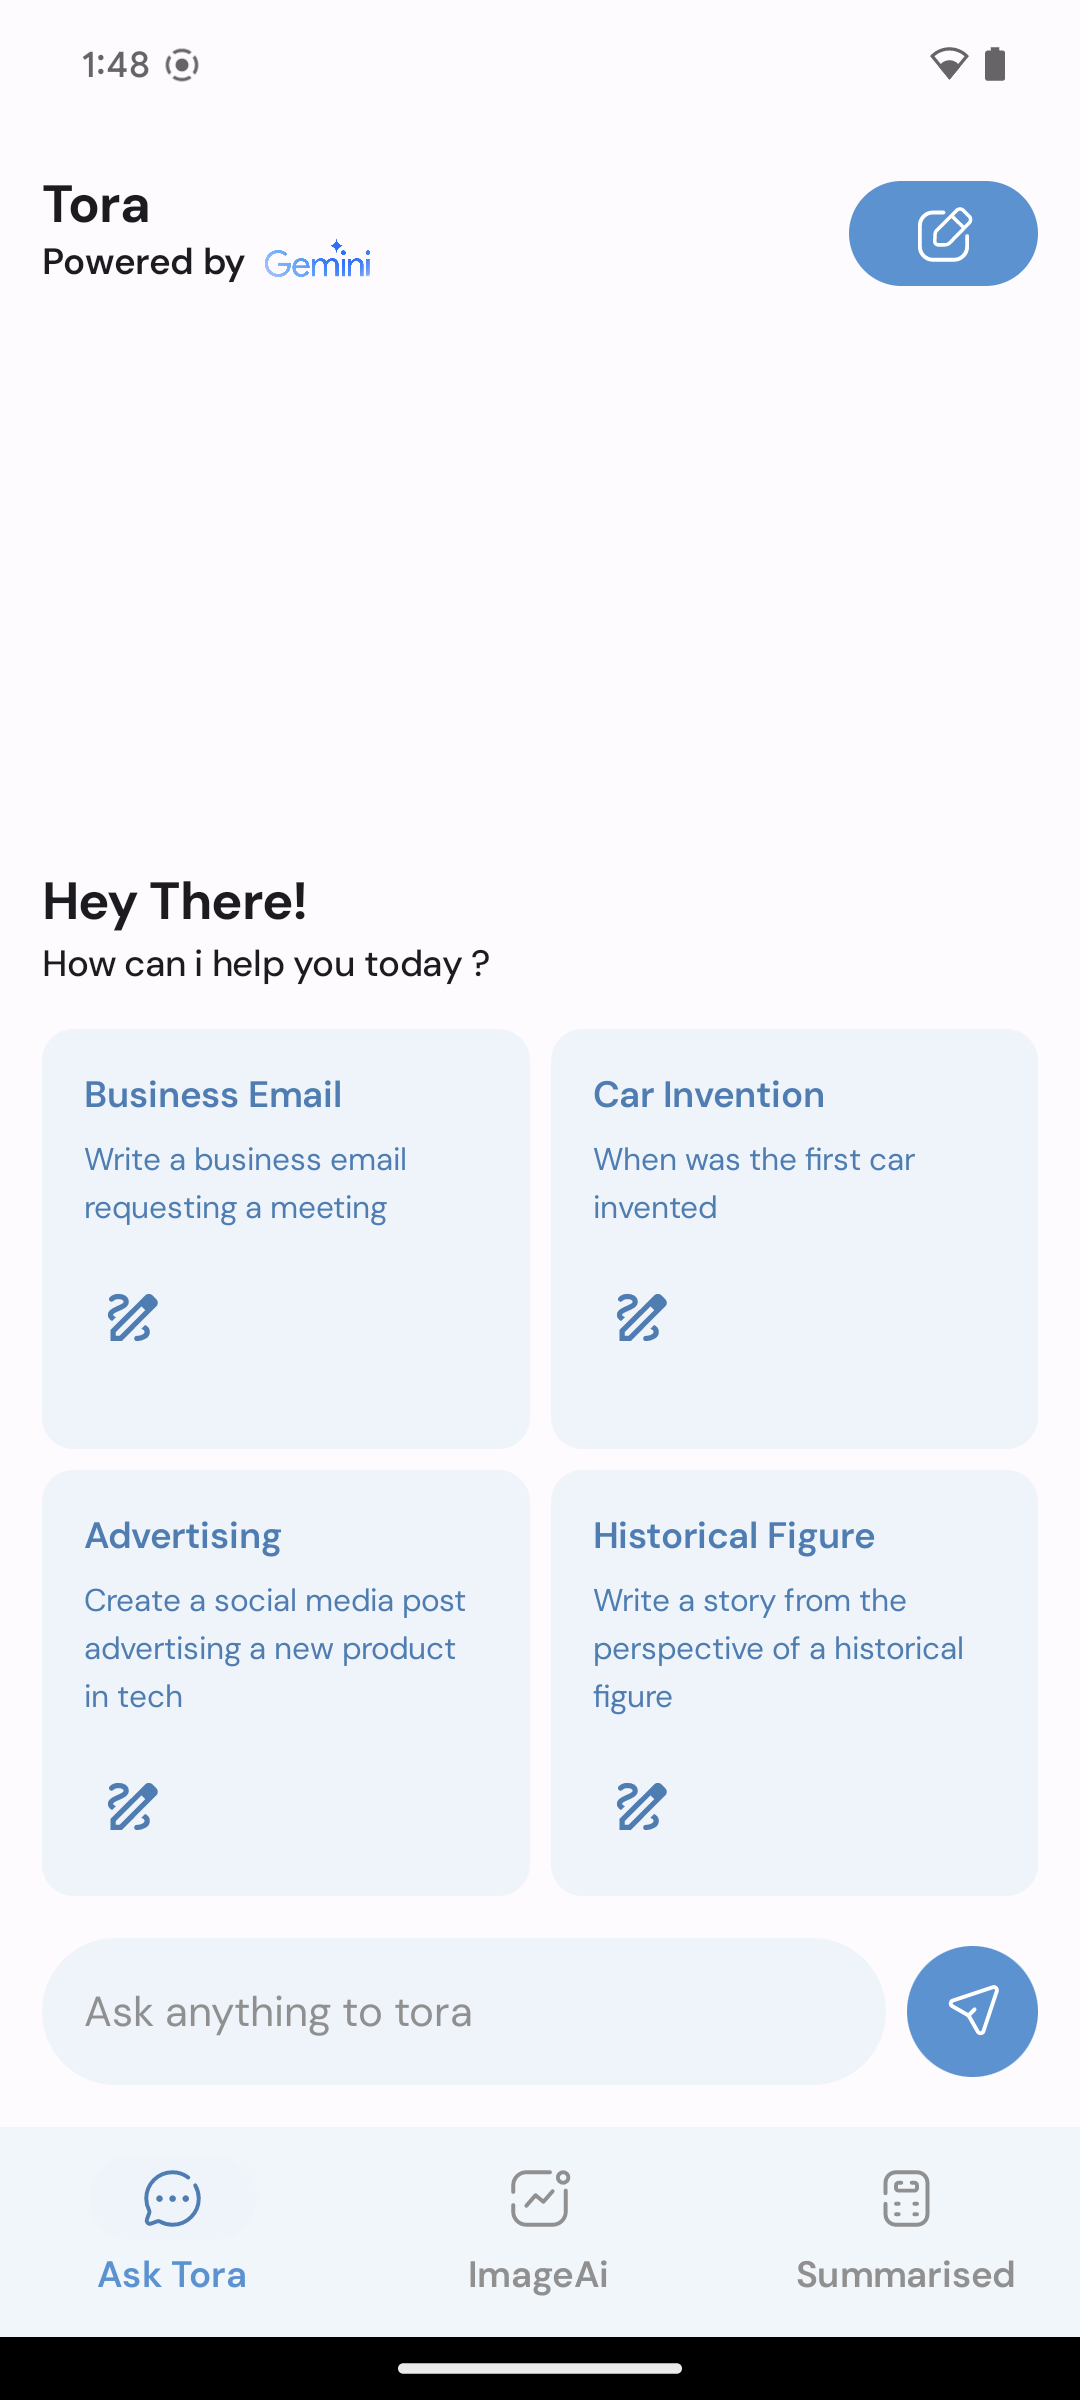 1:48
Tora
Powered by Gemini
Hey There!
How can i help you today ?
Business Email
Write a business email
requesting a meeting
Car Invention
When was the first car
invented
Advertising
Create a social media post
advertising a new product
in tech
Historical Figure
Write a story from the
perspective of a historical
figure
Ask anything to tora
Ask Tora
ImageAi
Summarised